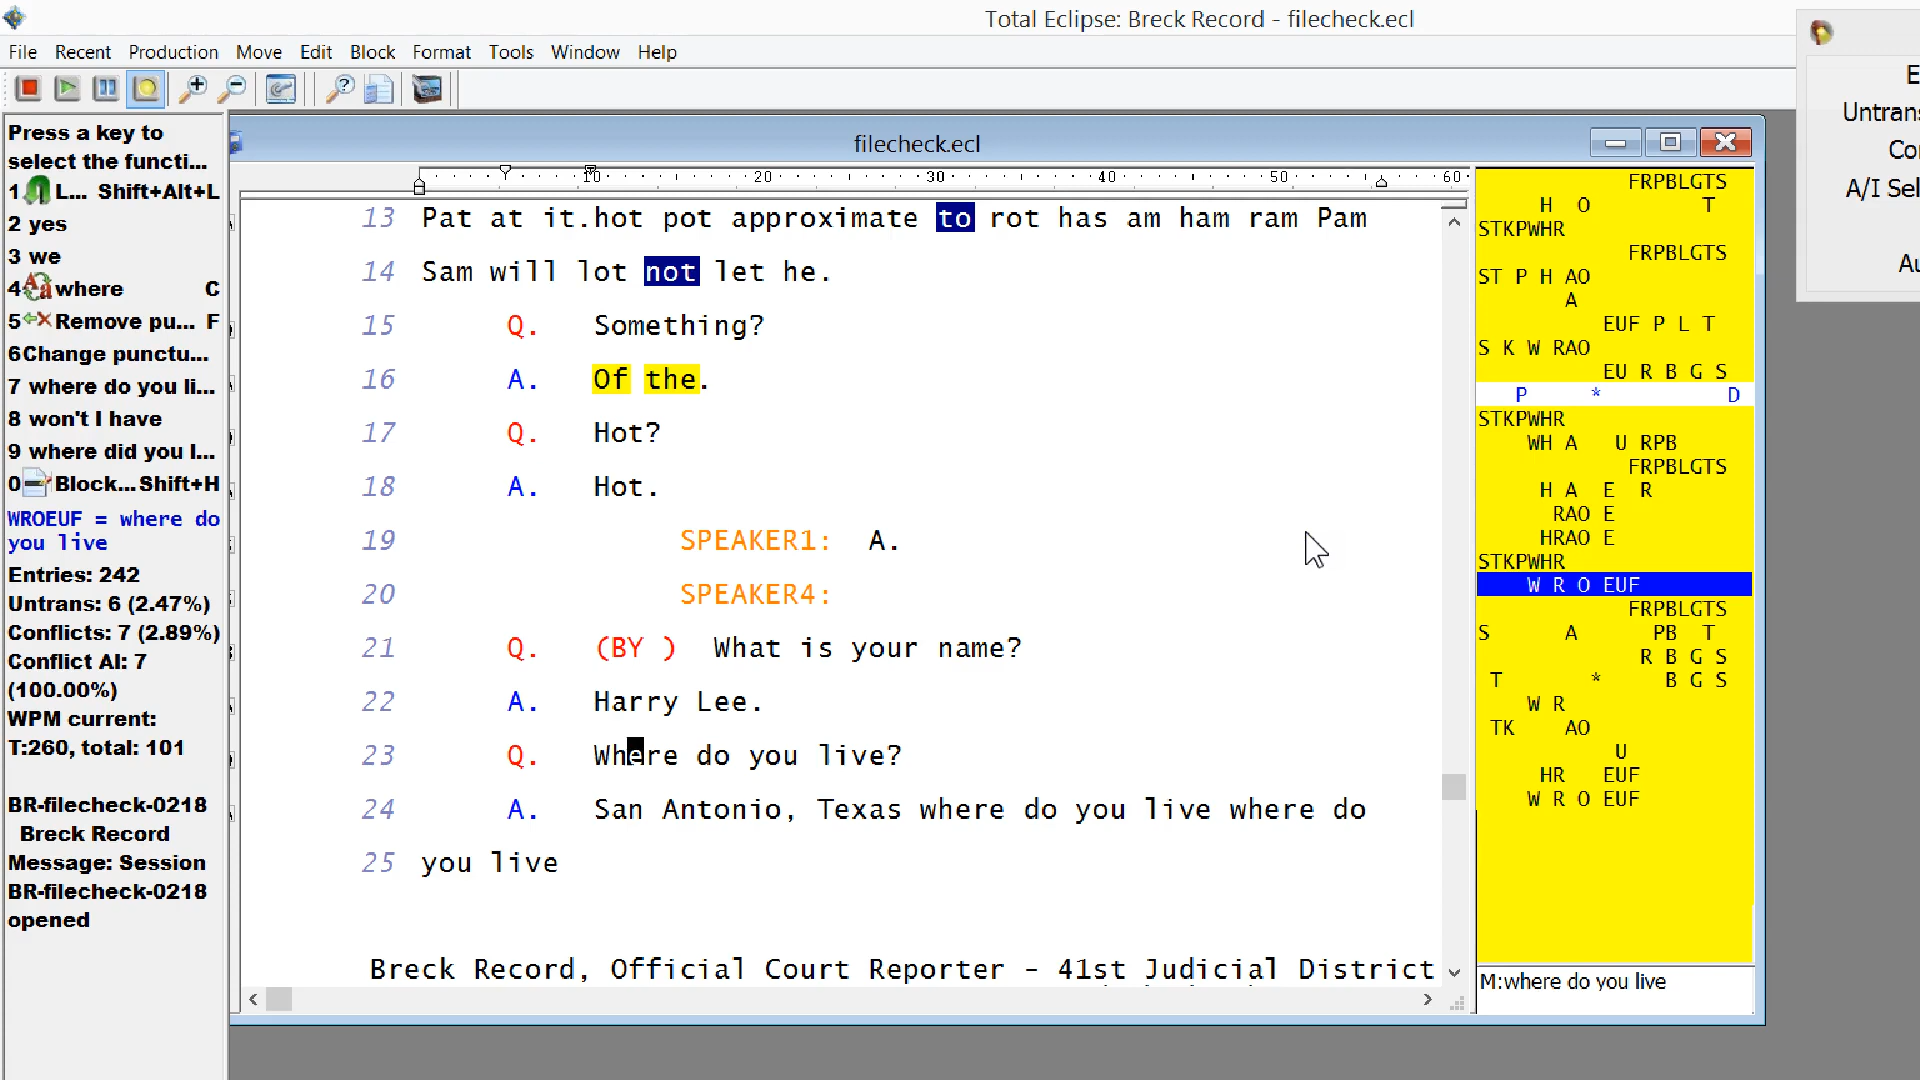 Total Eclipse: Breck Record - filecheck.ecl
File Recent Production Move Edit Block Format Tools Window Help
Press a key to
select the functi...
1 L... Shift+Alt+L
2 yes
3 we
4 where C
5 Remove pu... F
6Change punctu...
7 where do you li...
8 won't I have
9 where did you l...
0 Block...Shift+H
WROEUF = where do
you live
Entries: 242
Untrans: 6 (2.47%)
Conflicts: 7 (2.89%)
Conflict AI: 7
(100.00%)
WPM current:
T:260, total: 101
BR-filecheck-0218
Breck Record
Message: Session
BR-filecheck-0218
opened
filecheck.ecl
10 20 30 40 50 60
13 Pat at it.hot pot approximate to rot has am ham ram Pam
14 Sam will lot not let he.
15 Q. Something?
16 A. Of the.
17 Q. Hot?
18 A. Hot.
19 SPEAKER1: A.
20 SPEAKER4:
21 Q. (BY ) What is your name?
22 A. Harry Lee.
23 Q. Where do you live?
24 A. San Antonio, Texas where do you live where do
25 you live
Breck Record, Official Court Reporter - 41st Judicial District
FRPBLGTS
H O T
STKPWHR
FRPBLGTS
ST P H AO
A
EUF P L T
S K W RAO
EU R B G S
P * D
STKPWHR
WH A U RPB
FRPBLGTS
H A E R
RAO E
HRAO E
STKPWHR
W R O EUF
FRPBLGTS
S A PB T
R B G S
T * B G S
W R
TK AO
U
HR EUF
W R O EUF
M:where do you live
E
Untrans
Co
A/I Sel
Au